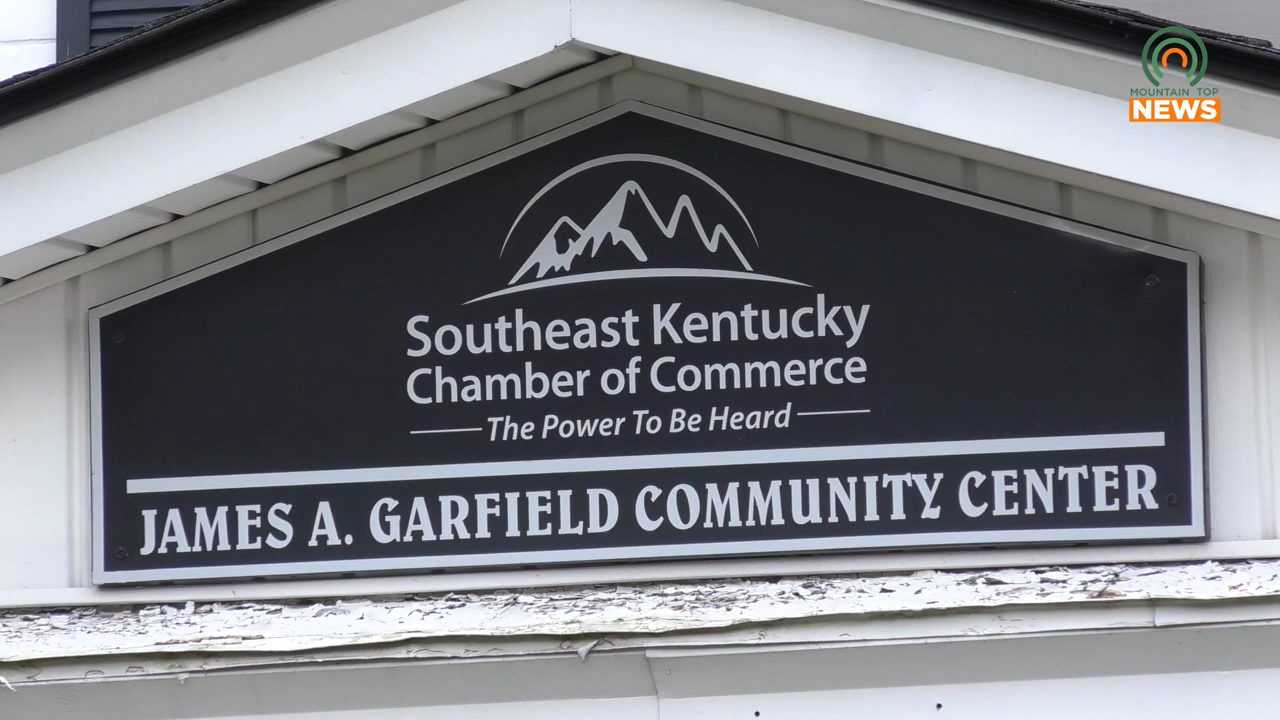 MOUNTAIN TOP
NEWS
Southeast Kentucky
Chamber of Commerce
The Power To Be Heard
JAMES A. GARFIELD COMMUNITY CENTER